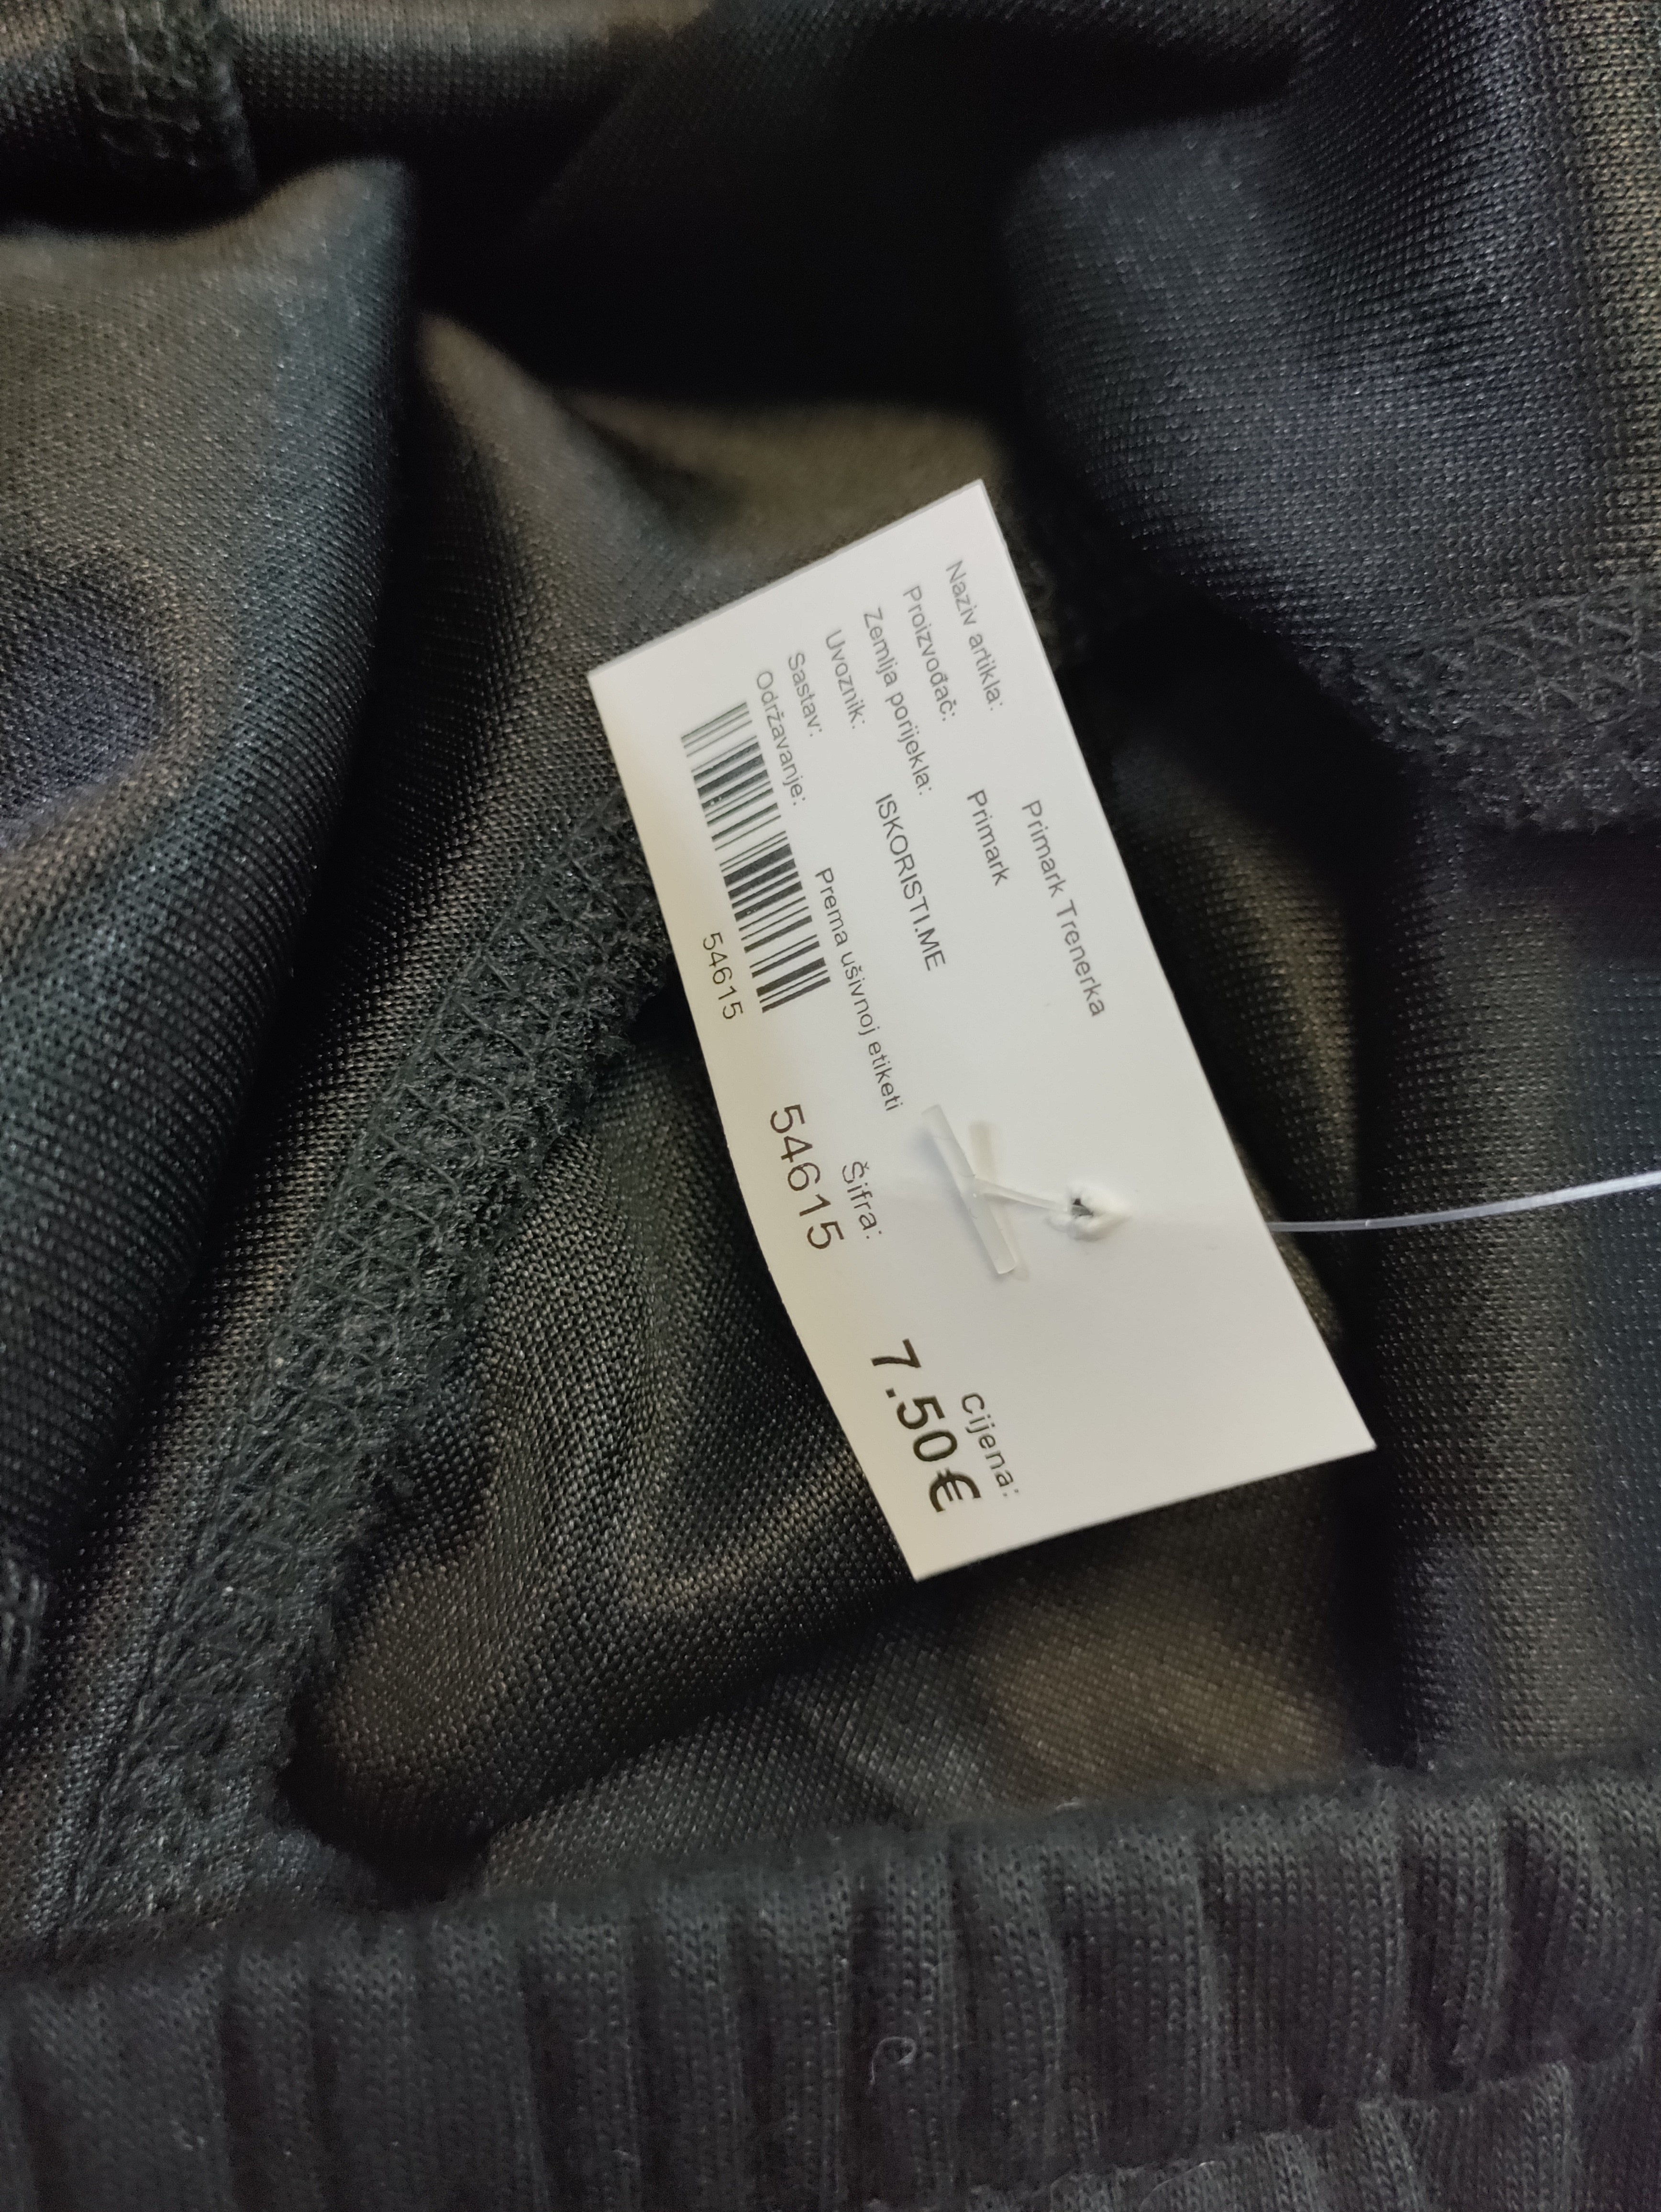 Naziv artikla: Primark Trenerka
Proizvođač: Primark
Zemlja porijekla:
Uvoznik: ISKORISTI.ME
Sastav:
Održavanje: Prema ušivnoj etiketi
54615
Šifra:
54615
Cijena:
7.50€